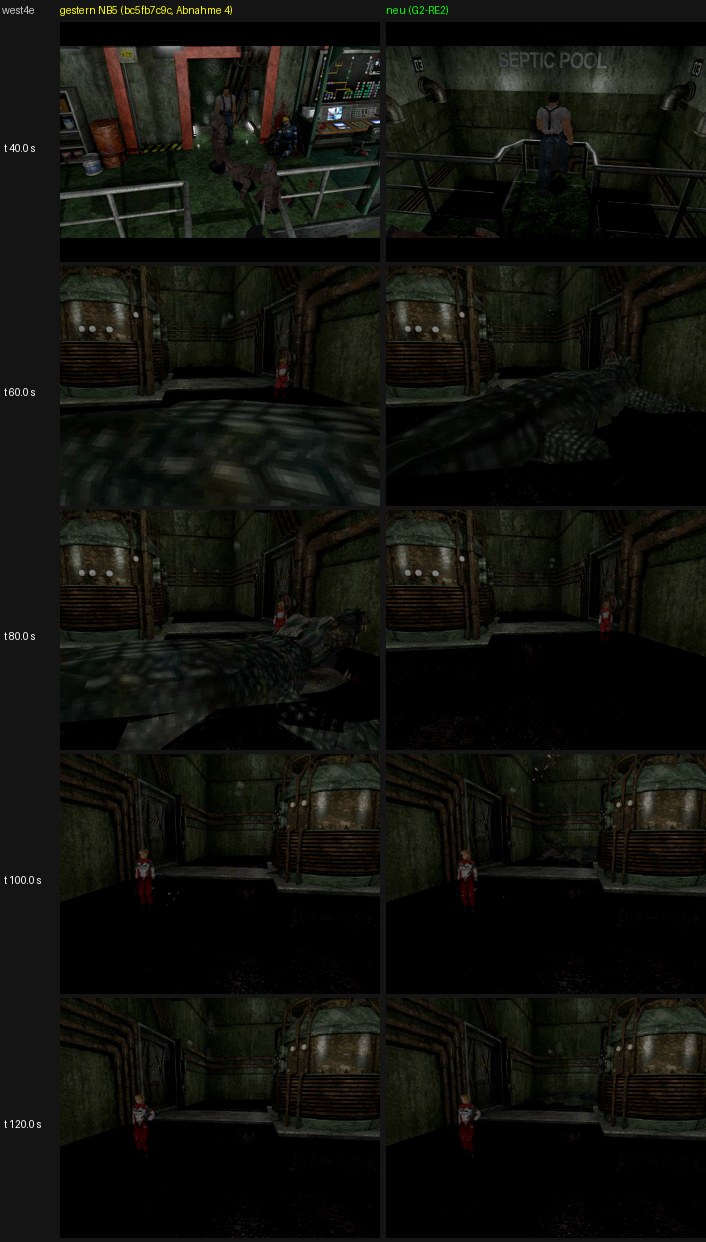 west4e
gestern NB5 (bc5fb7c9c, Abnahme 4)
neu (G2-RE2)
t 40.0 s
SEPTIC POOL
t 60.0 s
t 80.0 s
t 100.0 s
t 120.0 s